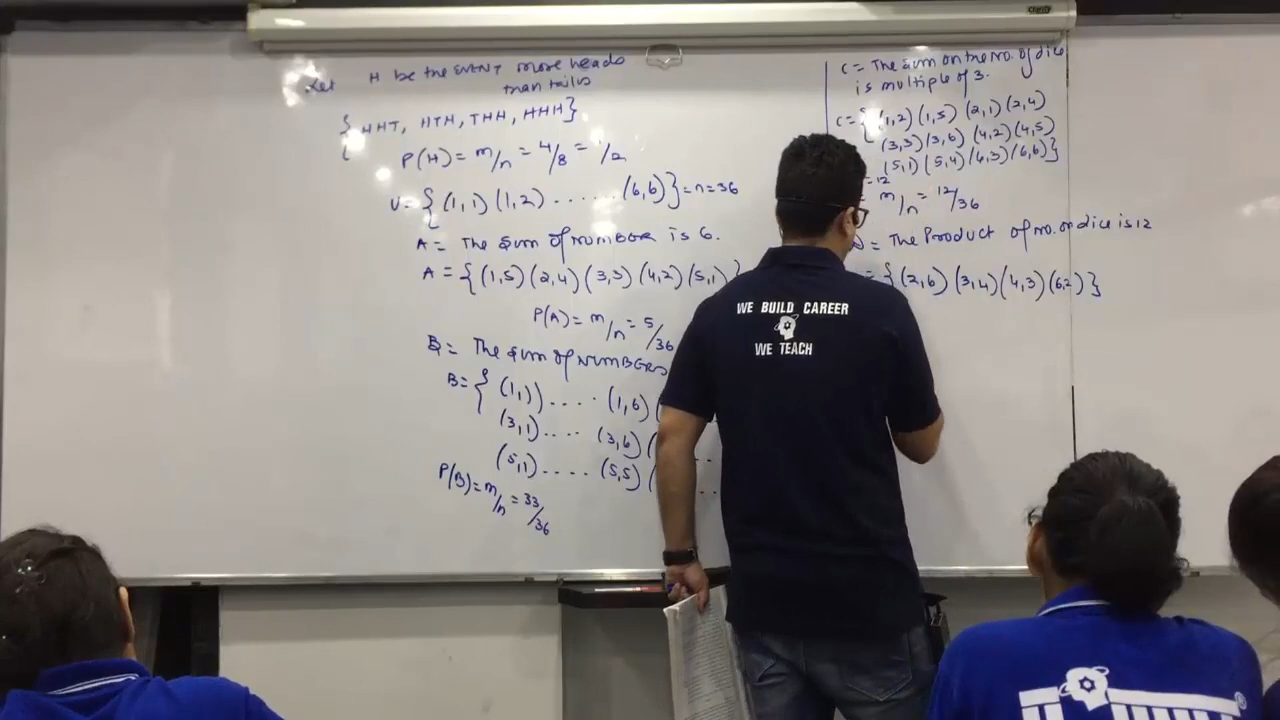 Let H be the EVENT more heads
than tails
{HHT, HTH, THH, HHH}
P(H) = m/n = 4/8 = 1/2
U = {(1,1) (1,2) ...... (6,6)} = n = 36
A = The Sum of NUMBER is 6.
A = {(1,5) (2,4) (3,3) (4,2) (5,1)}
P(A) = m/n = 5/36
B = The Sum of NUMBERS
B = { (1,1) .... (1,6) (
(3,1) .... (3,6) (
(5,1) .... (5,5) (
P(B) = m/n = 33/36
C = The Sum on the no. of dice
is multiple of 3.
C = {(1,2) (1,5) (2,1) (2,4)
(3,3) (3,6) (4,2) (4,5)
(5,1) (5,4) (6,3) (6,6)}
= 12
m/n = 12/36
D = The Product of no. on dice is 12
= {(2,6) (3,4) (4,3) (6,2)}
WE BUILD CAREER
WE TEACH